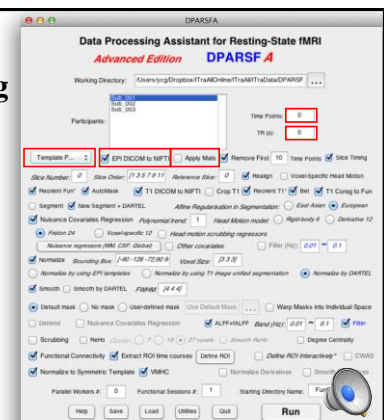 DPARSFA
Data Processing Assistant for Resting-State fMRI
Advanced Edition DPARSF A
g
Working Directory: /Users/ycg/Dropbox/ITraAllOnline/ITraAll/ITraData/DPARSF ...
Participants: Sub_001
Sub_002
Sub_003
Time Points: 0
TR (s): 0
Template P... EPI DICOM to NIFTI Apply Mats Remove First 10 Time Points Slice Timing
Slice Number: 0 Slice Order: [1 3 5 7 9 11 Reference Slice: 0 Realign Voxel-Specific Head Motion
Reorient Fun* AutoMask T1 DICOM to NIFTI Crop T1 Reorient T1* Bet T1 Coreg to Fun
Segment New Segment + DARTEL Affine Regularisation in Segmentation: East Asian European
Nuisance Covariates Regression Polynomial trend: 1 Head Motion model: Rigid-body 6 Derivative 12
Friston 24 Voxel-specific 12 Head motion scrubbing regressors
Nuisance regressors (WM, CSF, Global) Other covariates Filter (Hz): 0.01 ~ 0.1
Normalize Bounding Box: [-90 -126 -72;90 9 Voxel Size: [3 3 3]
Normalize by using EPI templates Normalize by using T1 image unified segmentation Normalize by DARTEL
Smooth Smooth by DARTEL FWHM: [4 4 4]
Default mask No mask User-defined mask Use Default Mask ... Warp Masks into Individual Space
Detrend Nuisance Covariates Regression ALFF+fALFF Band (Hz): 0.01 ~ 0.1 Filter
Scrubbing ReHo Cluster: 7 19 27 voxels Smooth ReHo Degree Centrality
Functional Connectivity Extract ROI time courses Define ROI Define ROI Interactively* CWAS
Normalize to Symmetric Template VMHC Normalize Derivatives Smooth
Parallel Workers #: 0 Functional Sessions #: 1 Starting Directory Name:
Help Save Load Utilities Quit Run